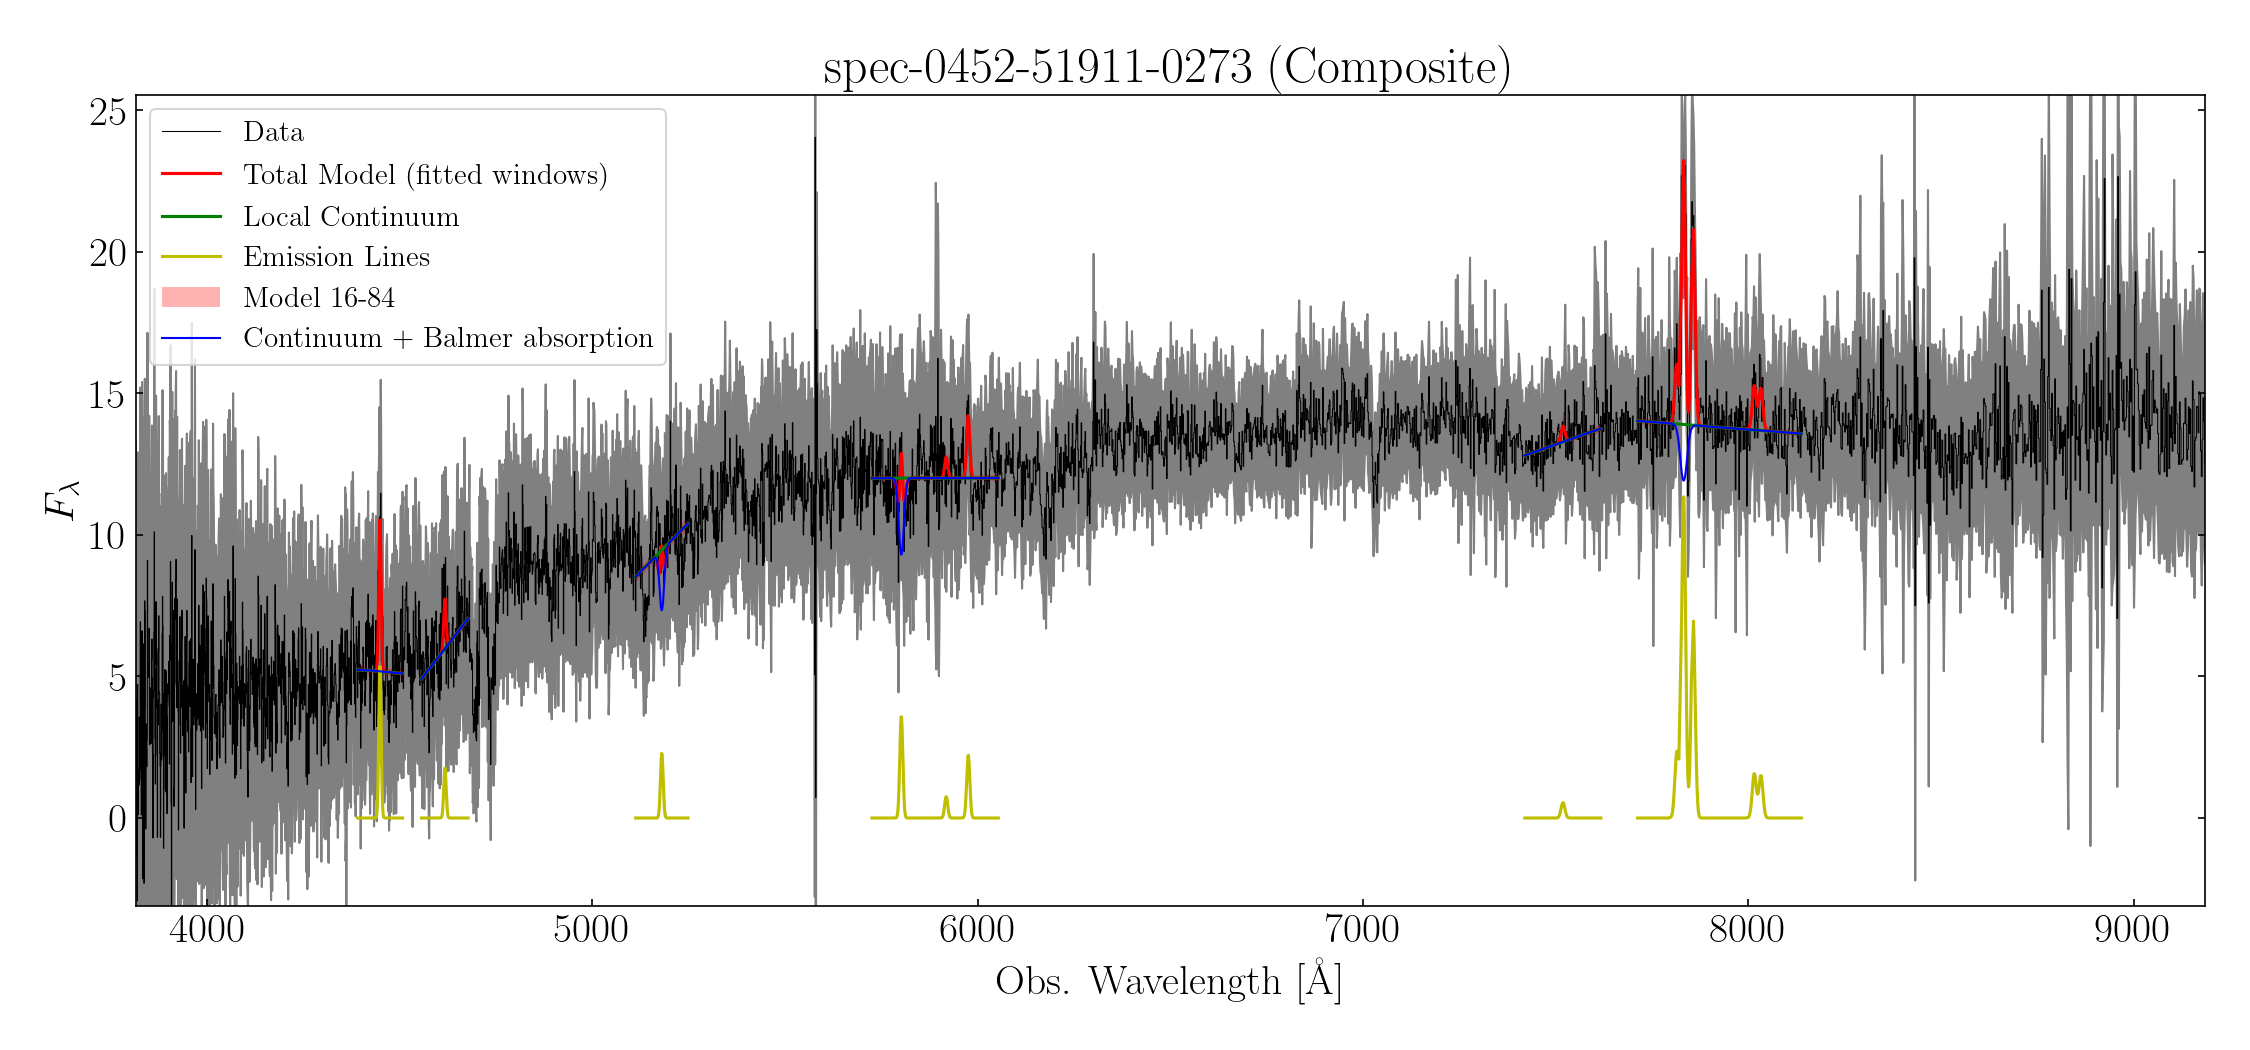 spec-0452-51911-0273 (Composite)
25
20
15
10
5
0
Fλ
Data
Total Model (fitted windows)
Local Continuum
Emission Lines
Model 16-84
Continuum + Balmer absorption
4000 5000 6000 7000 8000 9000
Obs. Wavelength [Å]